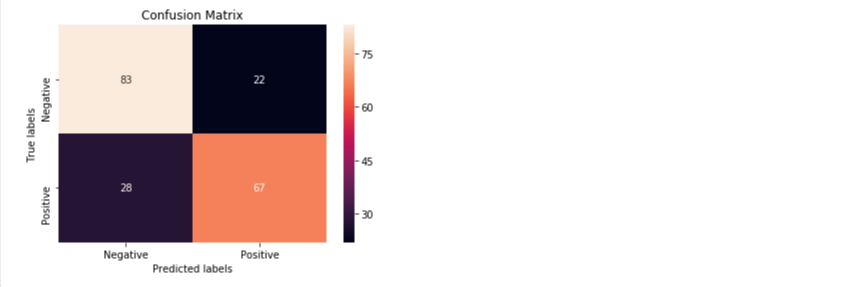 Confusion Matrix
True labels
Negative
Positive
83
22
28
67
Negative
Positive
Predicted labels
75
60
45
30